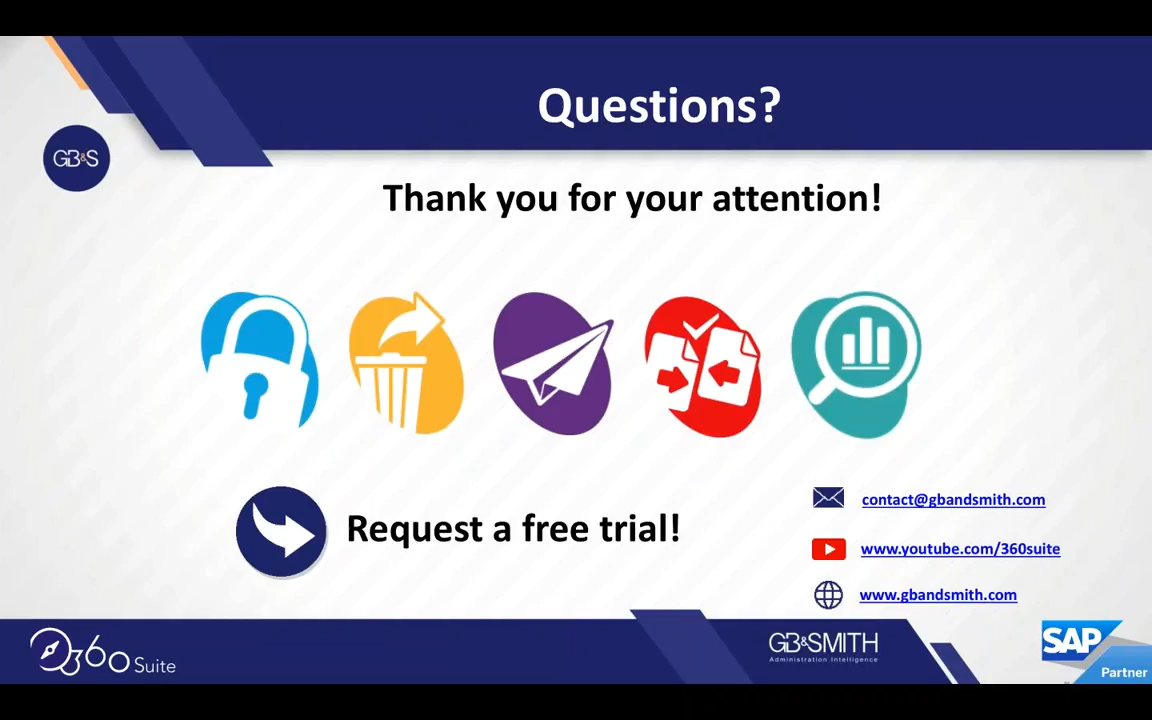 Questions?
GB&S
Thank you for your attention!
Request a free trial!
contact@gbandsmith.com
www.youtube.com/360suite
www.gbandsmith.com
360 Suite
GB&SMITH
Administration Intelligence
SAP
Partner